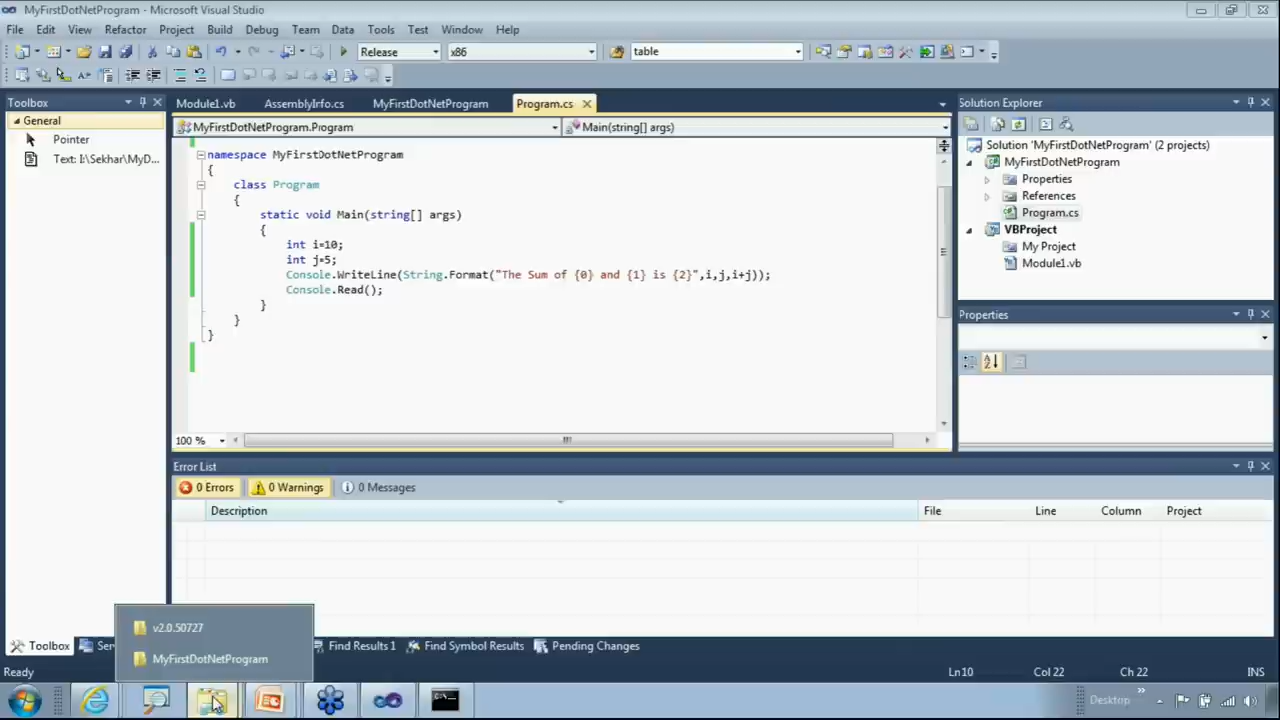 MyFirstDotNetProgram - Microsoft Visual Studio
File Edit View Refactor Project Build Debug Team Data Tools Test Window Help
Release x86 table
Toolbox
General
Pointer
Text: I:\Sekhar\MyD...
Module1.vb AssemblyInfo.cs MyFirstDotNetProgram Program.cs
MyFirstDotNetProgram.Program Main(string[] args)
namespace MyFirstDotNetProgram
{
class Program
{
static void Main(string[] args)
{
int i=10;
int j=5;
Console.WriteLine(String.Format("The Sum of {0} and {1} is {2}",i,j,i+j));
Console.Read();
}
}
}
100 %
Solution Explorer
Solution 'MyFirstDotNetProgram' (2 projects)
MyFirstDotNetProgram
Properties
References
Program.cs
VBProject
My Project
Module1.vb
Properties
Error List
0 Errors 0 Warnings 0 Messages
Description File Line Column Project
v2.0.50727
MyFirstDotNetProgram
Toolbox Ser Find Results 1 Find Symbol Results Pending Changes
Ready Ln10 Col 22 Ch 22 INS
Desktop